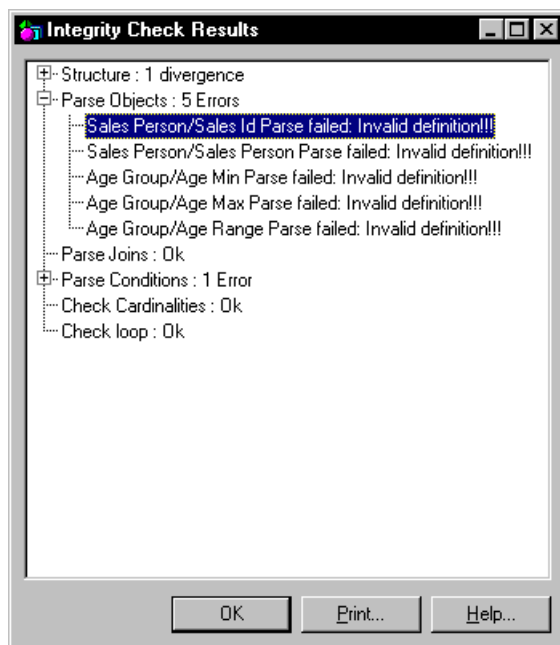 Integrity Check Results
Structure : 1 divergence
Parse Objects : 5 Errors
Sales Person/Sales Id Parse failed: Invalid definition!!!
Sales Person/Sales Person Parse failed: Invalid definition!!!
Age Group/Age Min Parse failed: Invalid definition!!!
Age Group/Age Max Parse failed: Invalid definition!!!
Age Group/Age Range Parse failed: Invalid definition!!!
Parse Joins : Ok
Parse Conditions : 1 Error
Check Cardinalities : Ok
Check loop : Ok
OK Print... Help...